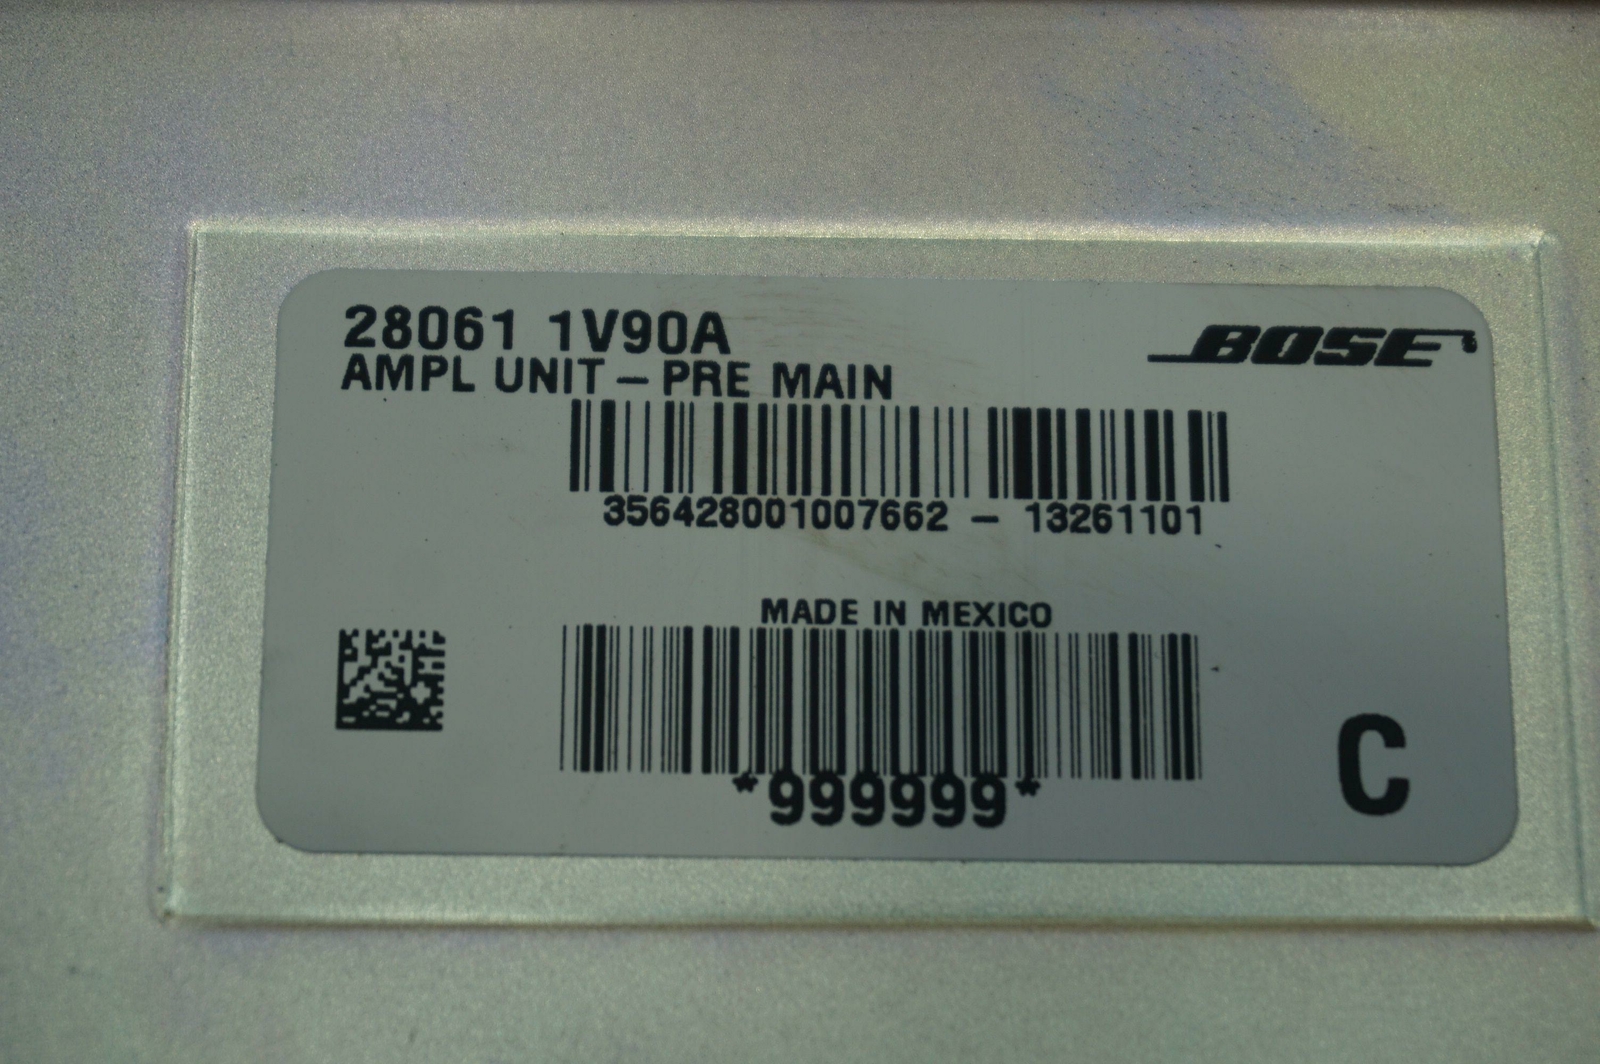 28061 1V90A
BOSE
AMPL UNIT – PRE MAIN
356428001007662 – 13261101
MADE IN MEXICO
*999999*
C